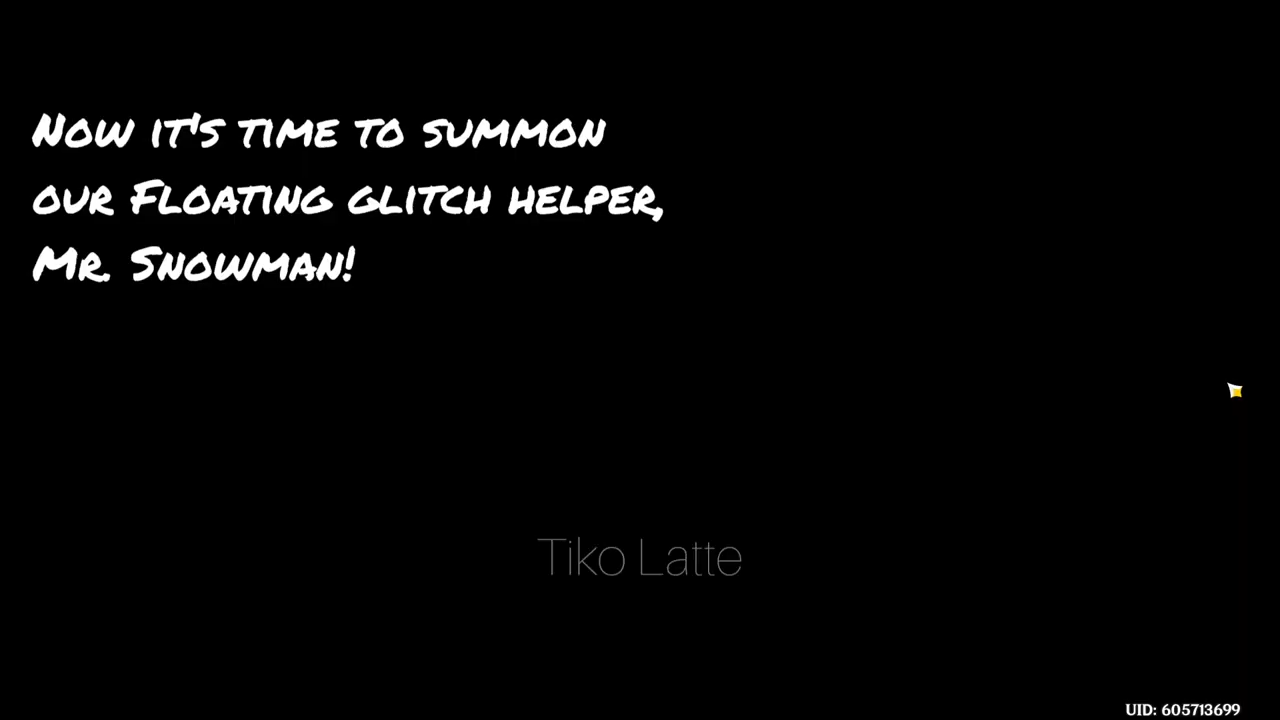 Now it's time to summon
our Floating glitch helper,
Mr. Snowman!
Tiko Latte
UID: 605713699